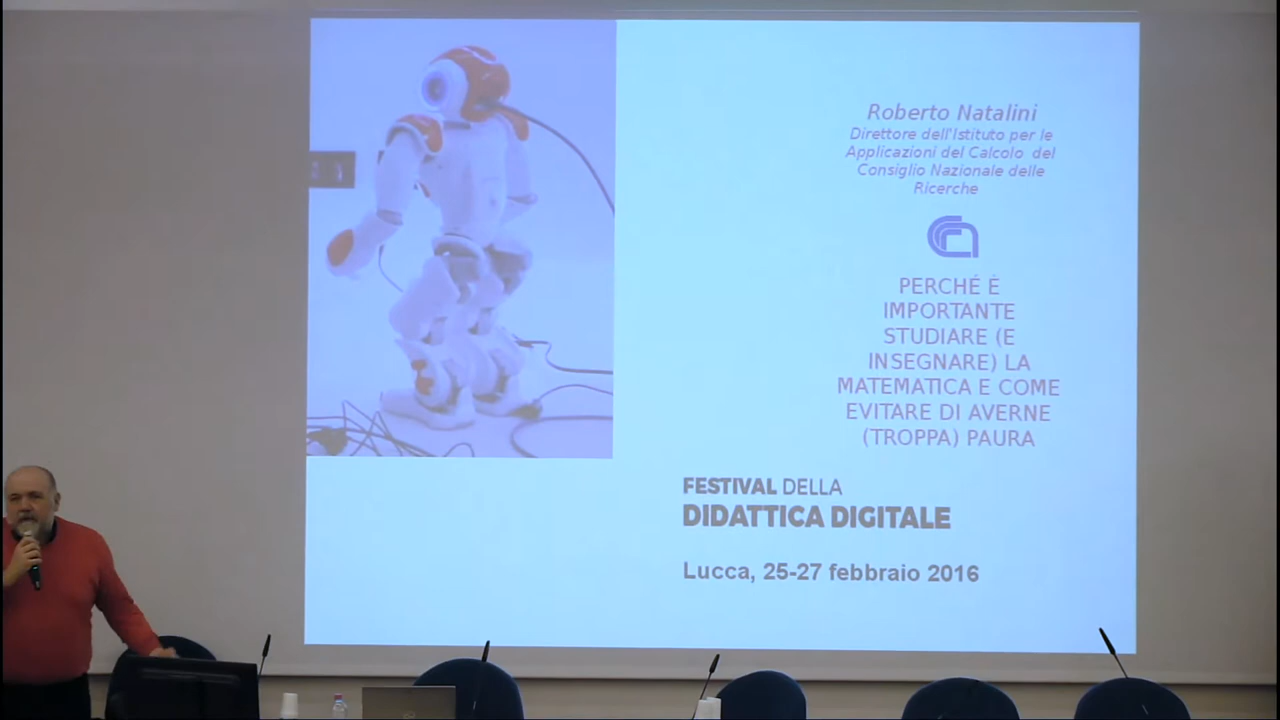 Roberto Natalini
Direttore dell'Istituto per le
Applicazioni del Calcolo del
Consiglio Nazionale delle
Ricerche
PERCHÉ È
IMPORTANTE
STUDIARE (E
INSEGNARE) LA
MATEMATICA E COME
EVITARE DI AVERNE
(TROPPA) PAURA
FESTIVAL DELLA
DIDATTICA DIGITALE
Lucca, 25-27 febbraio 2016